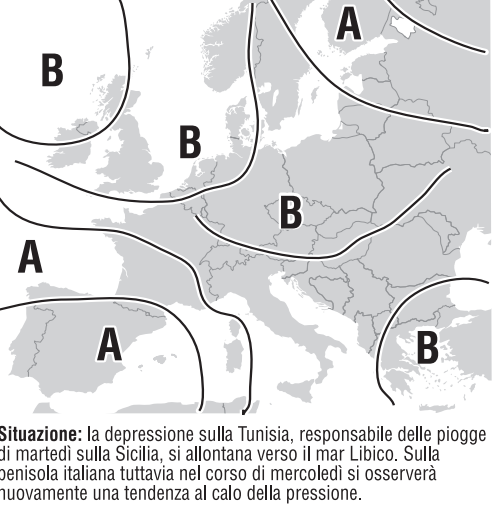 A
B
B
B
A
A
B
Situazione: la depressione sulla Tunisia, responsabile delle piogge
di martedì sulla Sicilia, si allontana verso il mar Libico. Sulla
penisola italiana tuttavia nel corso di mercoledì si osserverà
nuovamente una tendenza al calo della pressione.